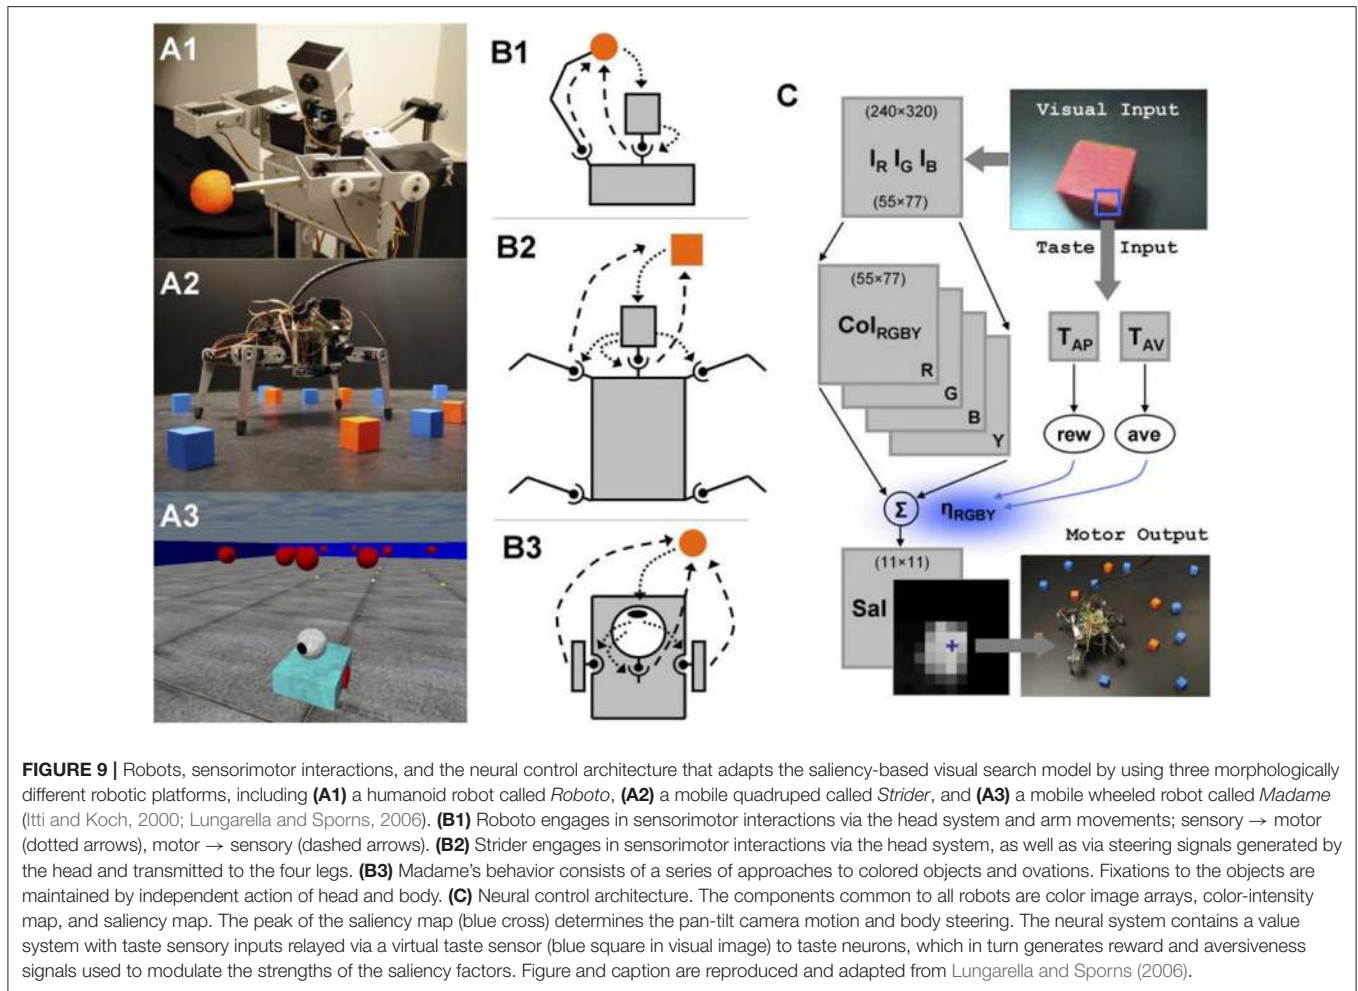 A1
A2
A3
B1
B2
B3
C
(240×320)
I_R I_G I_B
(55×77)
Visual Input
Taste Input
(55×77)
Col_RGBY
R
G
B
Y
T_AP
T_AV
rew
ave
Σ
η_RGBY
Motor Output
(11×11)
Sal
FIGURE 9 | Robots, sensorimotor interactions, and the neural control architecture that adapts the saliency-based visual search model by using three morphologically
different robotic platforms, including (A1) a humanoid robot called Roboto, (A2) a mobile quadruped called Strider, and (A3) a mobile wheeled robot called Madame
(Itti and Koch, 2000; Lungarella and Sporns, 2006). (B1) Roboto engages in sensorimotor interactions via the head system and arm movements; sensory → motor
(dotted arrows), motor → sensory (dashed arrows). (B2) Strider engages in sensorimotor interactions via the head system, as well as via steering signals generated by
the head and transmitted to the four legs. (B3) Madame's behavior consists of a series of approaches to colored objects and ovations. Fixations to the objects are
maintained by independent action of head and body. (C) Neural control architecture. The components common to all robots are color image arrays, color-intensity
map, and saliency map. The peak of the saliency map (blue cross) determines the pan-tilt camera motion and body steering. The neural system contains a value
system with taste sensory inputs relayed via a virtual taste sensor (blue square in visual image) to taste neurons, which in turn generates reward and aversiveness
signals used to modulate the strengths of the saliency factors. Figure and caption are reproduced and adapted from Lungarella and Sporns (2006).